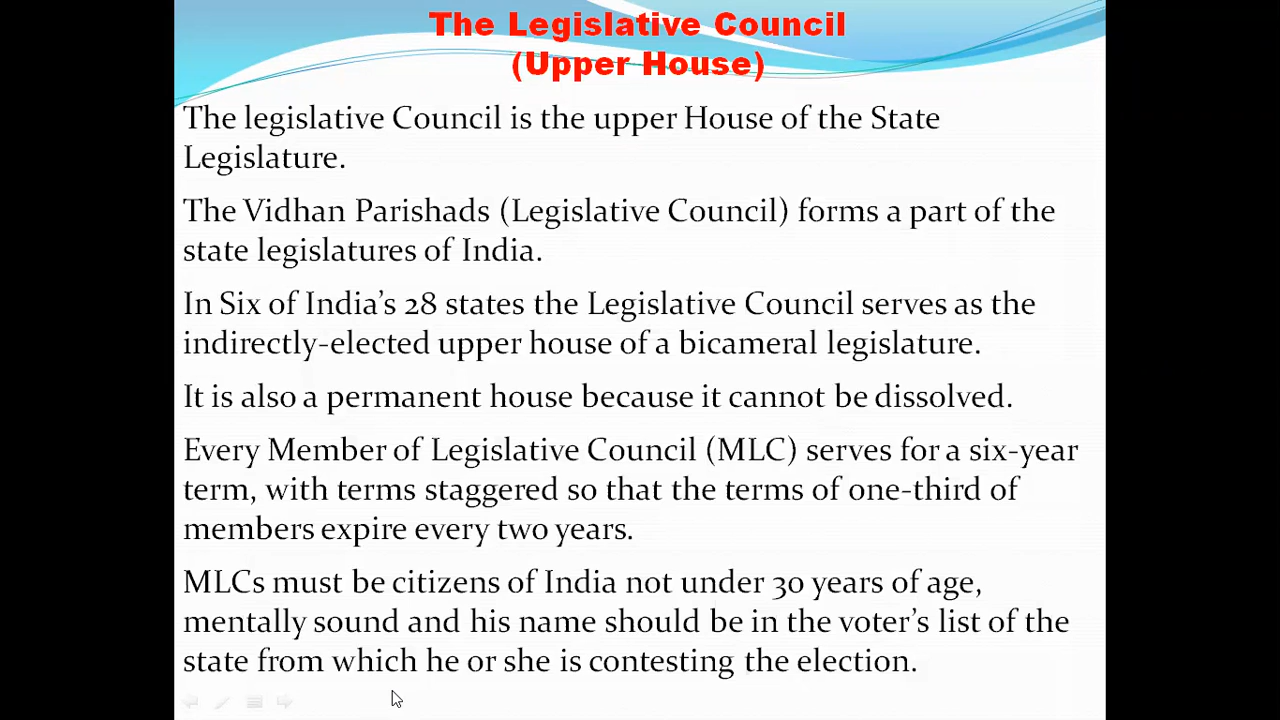 The Legislative Council
(Upper House)
The legislative Council is the upper House of the State
Legislature.
The Vidhan Parishads (Legislative Council) forms a part of the
state legislatures of India.
In Six of India’s 28 states the Legislative Council serves as the
indirectly-elected upper house of a bicameral legislature.
It is also a permanent house because it cannot be dissolved.
Every Member of Legislative Council (MLC) serves for a six-year
term, with terms staggered so that the terms of one-third of
members expire every two years.
MLCs must be citizens of India not under 30 years of age,
mentally sound and his name should be in the voter’s list of the
state from which he or she is contesting the election.